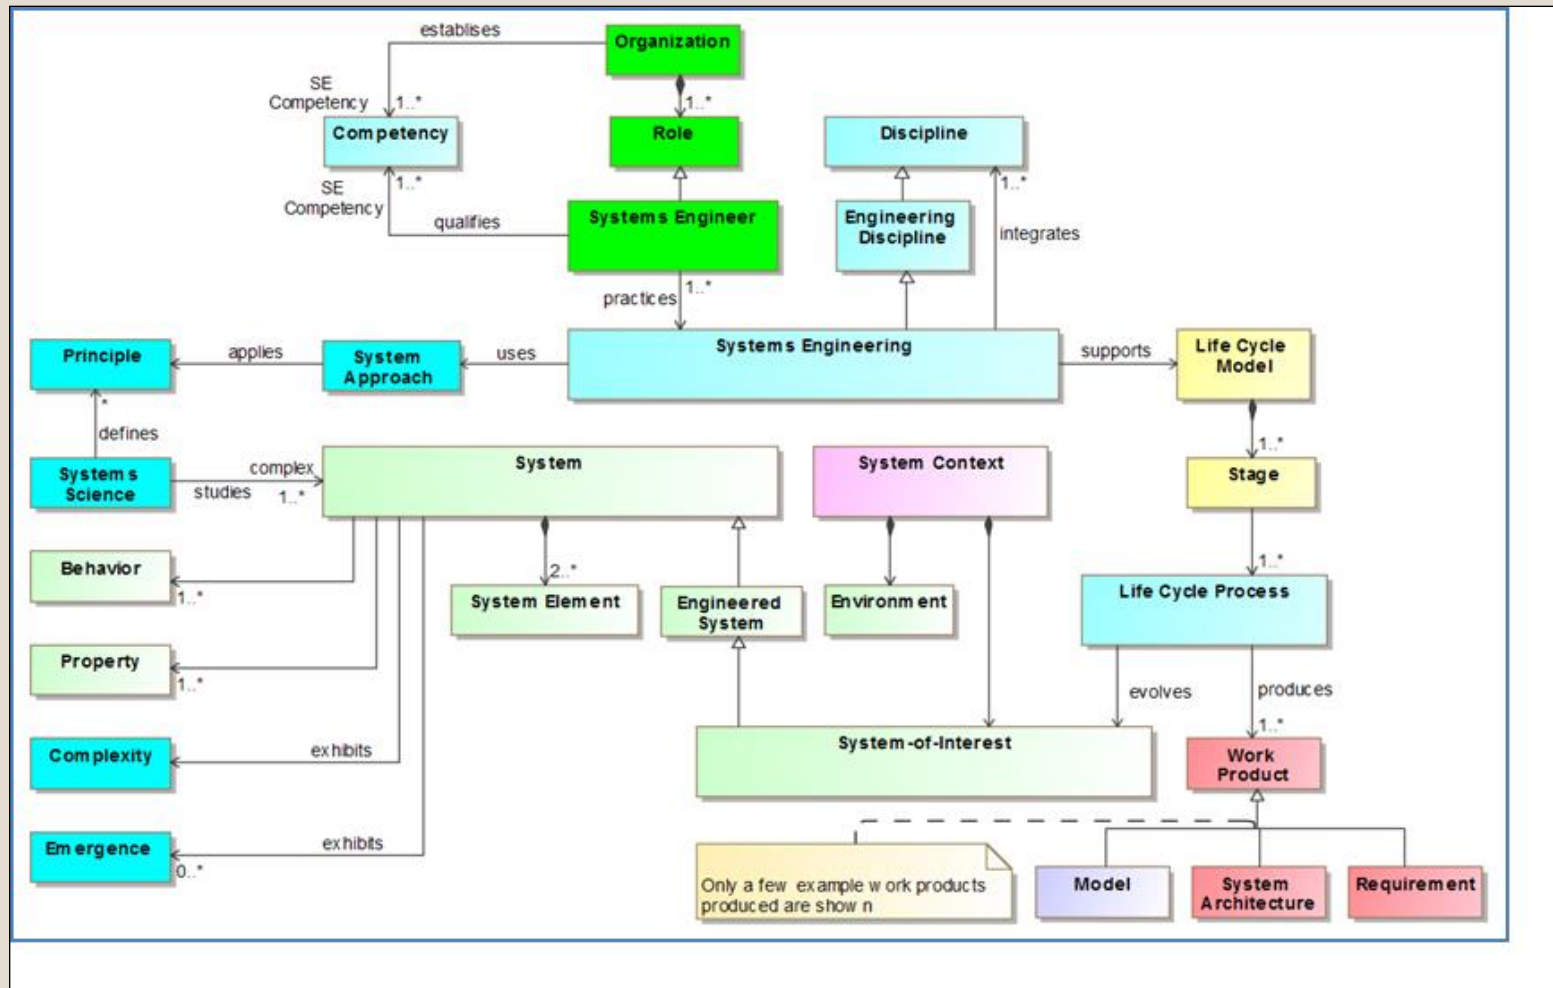 establises
Organization
SE
Competency
1..*
1..*
Competency
Role
Discipline
1..*
SE
Competency
1..*
qualifies
Systems Engineer
Engineering
Discipline
integrates
1..*
practices
Principle
applies
System
Approach
uses
Systems Engineering
supports
Life Cycle
Model
*
defines
1..*
Systems
Science
complex
studies
1..*
System
System Context
Stage
Behavior
1..*
2..*
System Element
Engineered
System
Environment
1..*
Life Cycle Process
Property
1..*
evolves
produces
1..*
Complexity
exhibits
System-of-Interest
Work
Product
Emergence
0..*
exhibits
Only a few example work products
produced are shown
Model
System
Architecture
Requirement